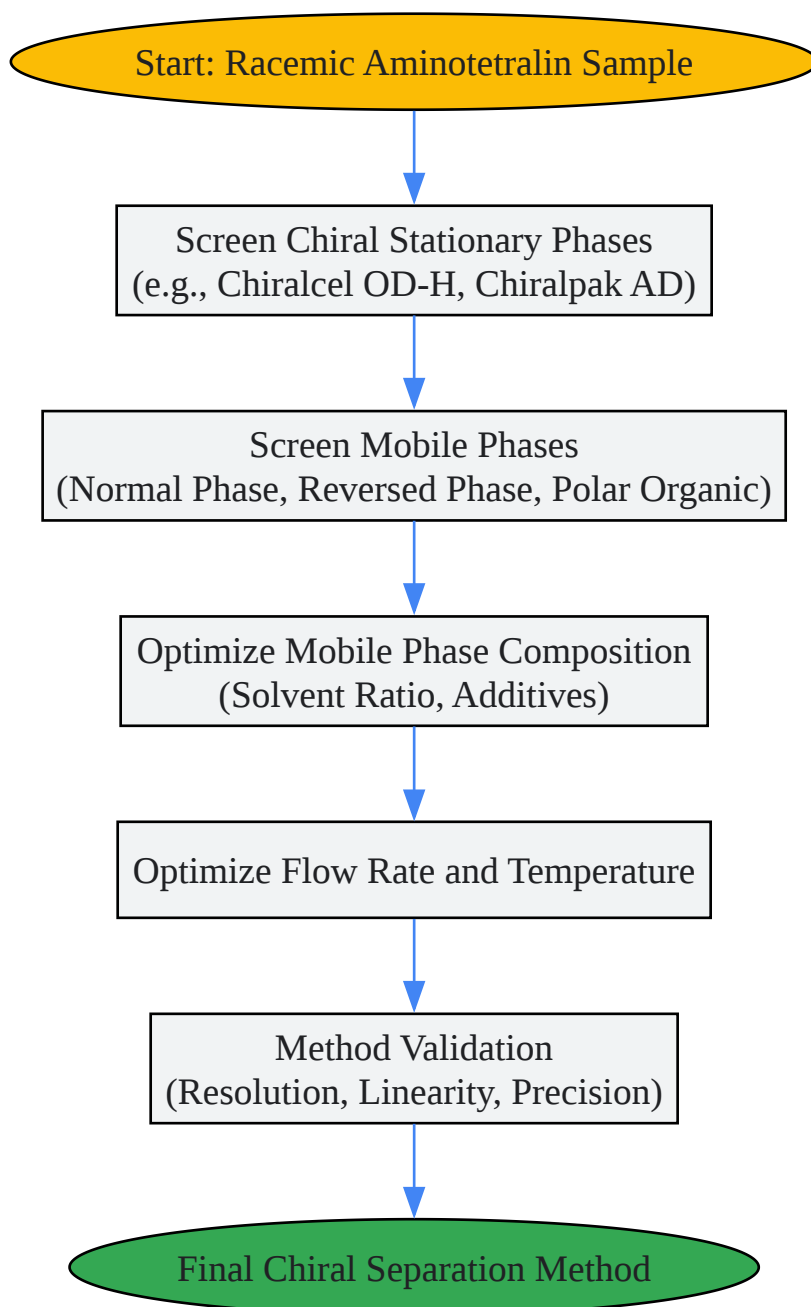 Start: Racemic Aminotetralin Sample
Screen Chiral Stationary Phases
(e.g., Chiralcel OD-H, Chiralpak AD)
Screen Mobile Phases
(Normal Phase, Reversed Phase, Polar Organic)
Optimize Mobile Phase Composition
(Solvent Ratio, Additives)
Optimize Flow Rate and Temperature
Method Validation
(Resolution, Linearity, Precision)
Final Chiral Separation Method